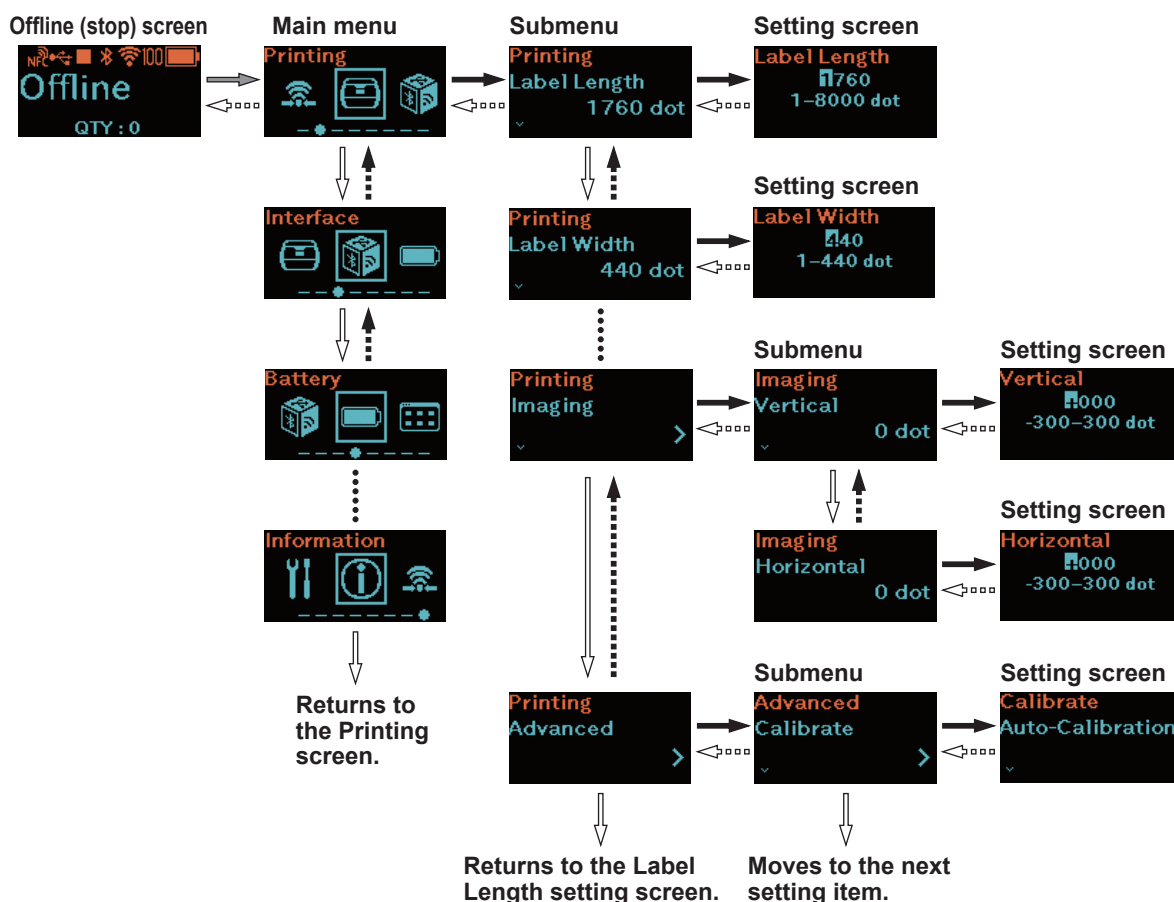 Offline (stop) screen
Main menu
Submenu
Setting screen
NFC
100
Offline
QTY : 0
Printing
Printing
Label Length
1760 dot
Label Length
1760
1-8000 dot
Setting screen
Interface
Printing
Label Width
440 dot
Label Width
440
1-440 dot
Submenu
Setting screen
Battery
Printing
Imaging
Imaging
Vertical
0 dot
Vertical
+000
-300-300 dot
Setting screen
Information
Imaging
Horizontal
0 dot
Horizontal
+000
-300-300 dot
Returns to
the Printing
screen.
Submenu
Setting screen
Printing
Advanced
Advanced
Calibrate
Calibrate
Auto-Calibration
Returns to the Label
Length setting screen.
Moves to the next
setting item.